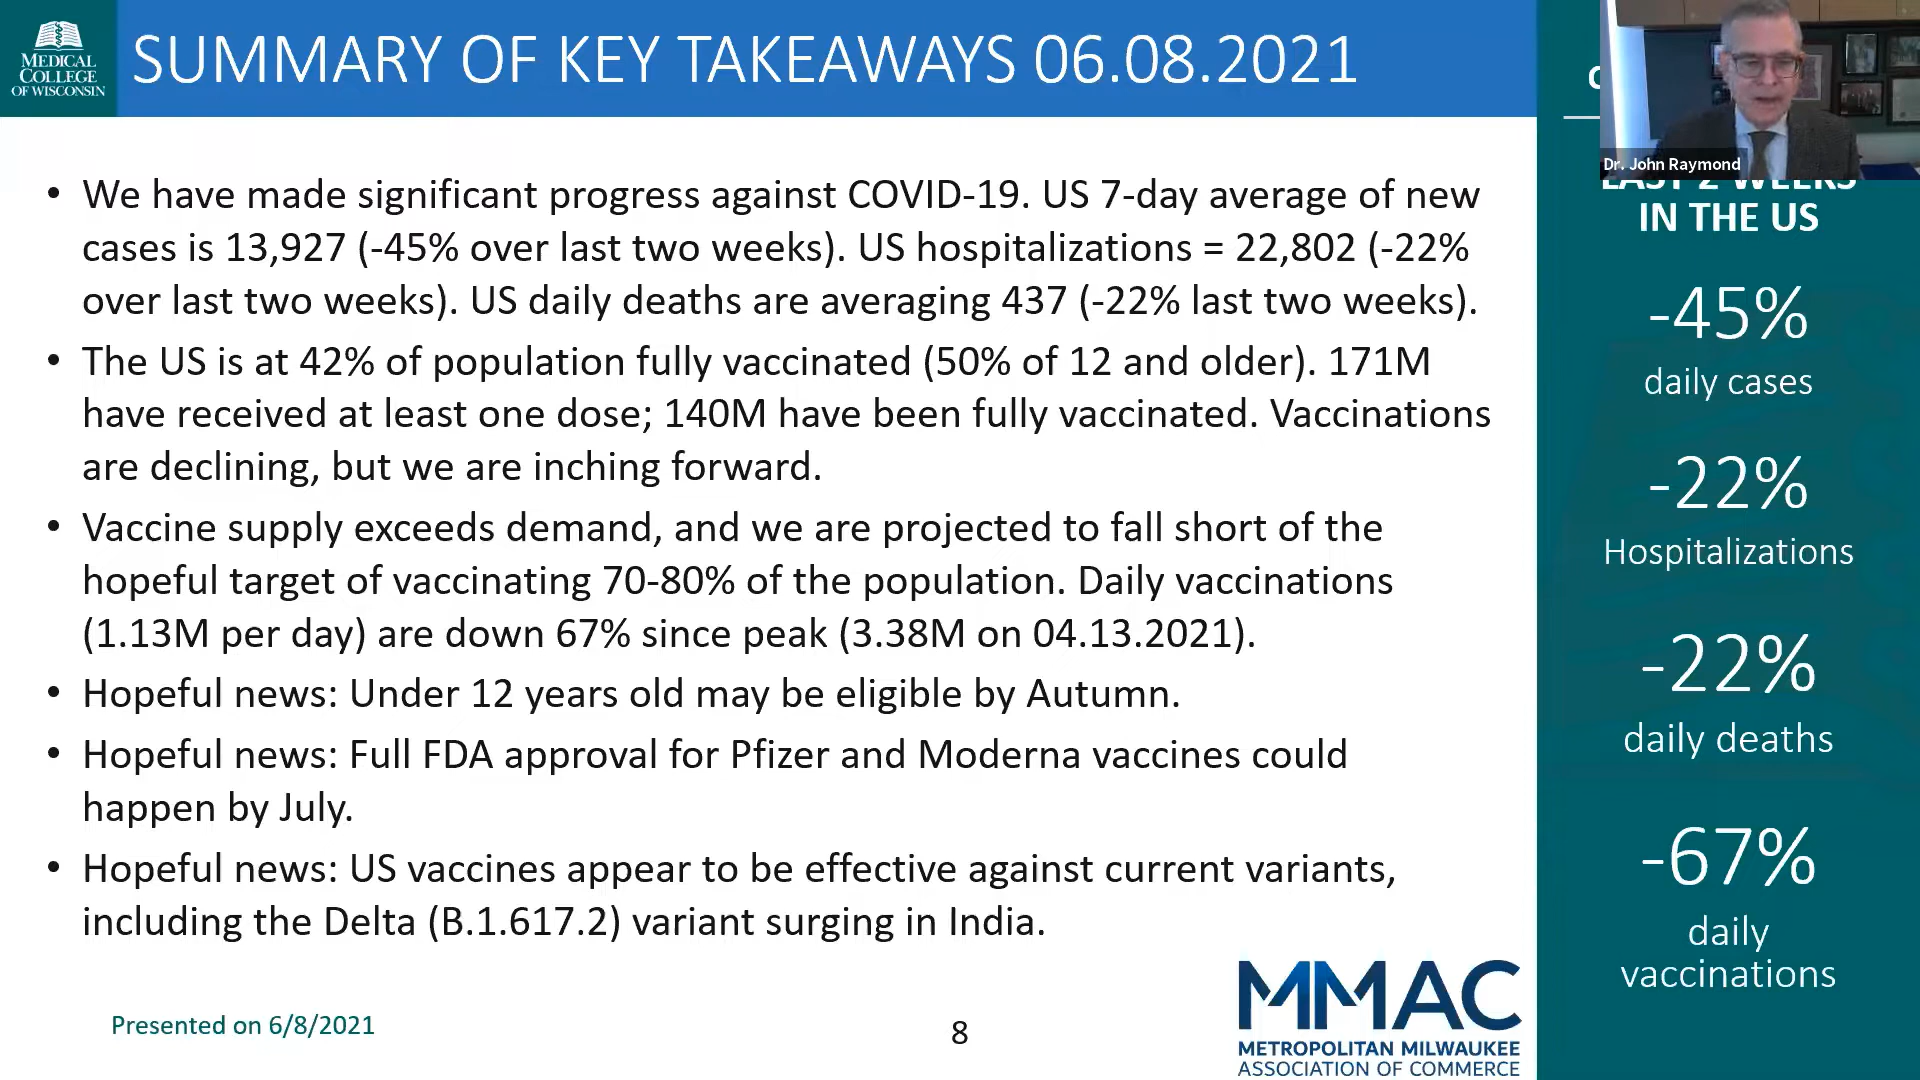 MEDICAL
COLLEGE
OF WISCONSIN
SUMMARY OF KEY TAKEAWAYS 06.08.2021
• We have made significant progress against COVID-19. US 7-day average of new
cases is 13,927 (-45% over last two weeks). US hospitalizations = 22,802 (-22%
over last two weeks). US daily deaths are averaging 437 (-22% last two weeks).
• The US is at 42% of population fully vaccinated (50% of 12 and older). 171M
have received at least one dose; 140M have been fully vaccinated. Vaccinations
are declining, but we are inching forward.
• Vaccine supply exceeds demand, and we are projected to fall short of the
hopeful target of vaccinating 70-80% of the population. Daily vaccinations
(1.13M per day) are down 67% since peak (3.38M on 04.13.2021).
• Hopeful news: Under 12 years old may be eligible by Autumn.
• Hopeful news: Full FDA approval for Pfizer and Moderna vaccines could
happen by July.
• Hopeful news: US vaccines appear to be effective against current variants,
including the Delta (B.1.617.2) variant surging in India.
Presented on 6/8/2021
8
MMAC
METROPOLITAN MILWAUKEE
ASSOCIATION OF COMMERCE
Dr. John Raymond
LAST 2 WEEKS
IN THE US
-45%
daily cases
-22%
Hospitalizations
-22%
daily deaths
-67%
daily
vaccinations